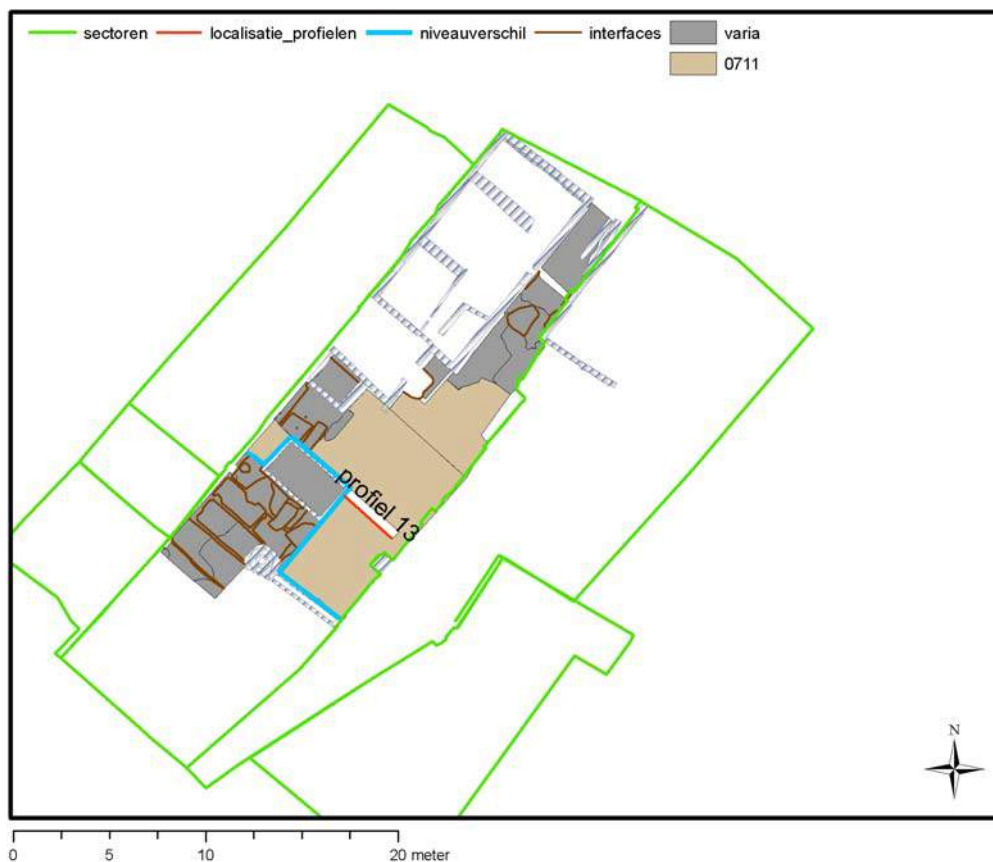 sectoren localisatie_profielen niveauverschil interfaces varia
0711
profiel 13
N
0 5 10 20 meter